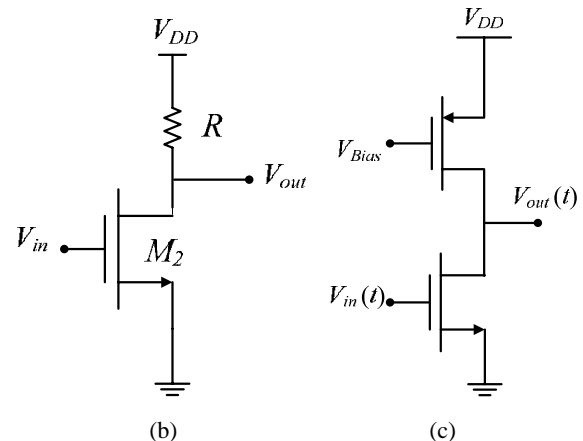 V_DD
R
V_out
V_in
M_2
(b)
V_DD
V_Bias
V_out(t)
V_in(t)
(c)